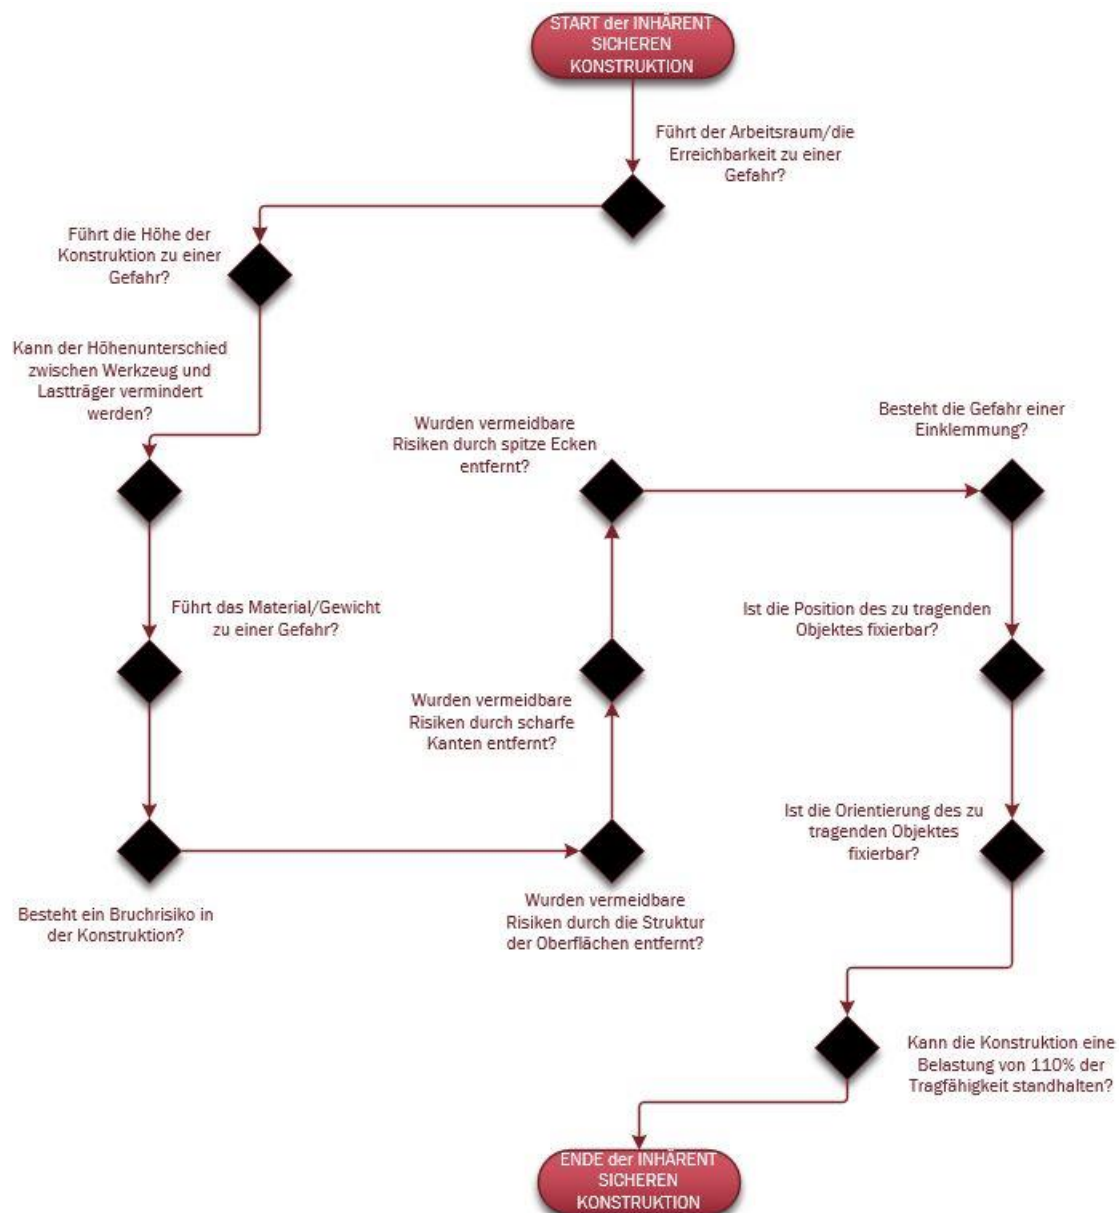 START der INHÄRENT
SICHEREN
KONSTRUKTION
Führt der Arbeitsraum/die
Erreichbarkeit zu einer
Gefahr?
Führt die Höhe der
Konstruktion zu einer
Gefahr?
Kann der Höhenunterschied
zwischen Werkzeug und
Lastträger vermindert
werden?
Führt das Material/Gewicht
zu einer Gefahr?
Besteht ein Bruchrisiko in
der Konstruktion?
Wurden vermeidbare
Risiken durch die Struktur
der Oberflächen entfernt?
Wurden vermeidbare
Risiken durch scharfe
Kanten entfernt?
Wurden vermeidbare
Risiken durch spitze Ecken
entfernt?
Besteht die Gefahr einer
Einklemmung?
Ist die Position des zu tragenden
Objektes fixierbar?
Ist die Orientierung des zu
tragenden Objektes
fixierbar?
Kann die Konstruktion eine
Belastung von 110% der
Tragfähigkeit standhalten?
ENDE der INHÄRENT
SICHEREN
KONSTRUKTION